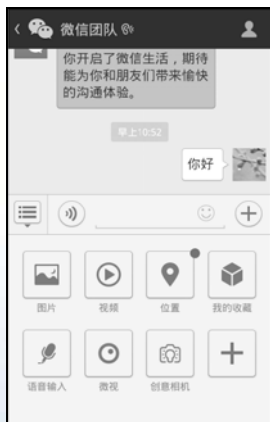 微信团队
你开启了微信生活，期待
能为你和朋友们带来愉快
的沟通体验。
早上10:52
你好
图片
视频
位置
我的收藏
语音输入
微视
创意相机